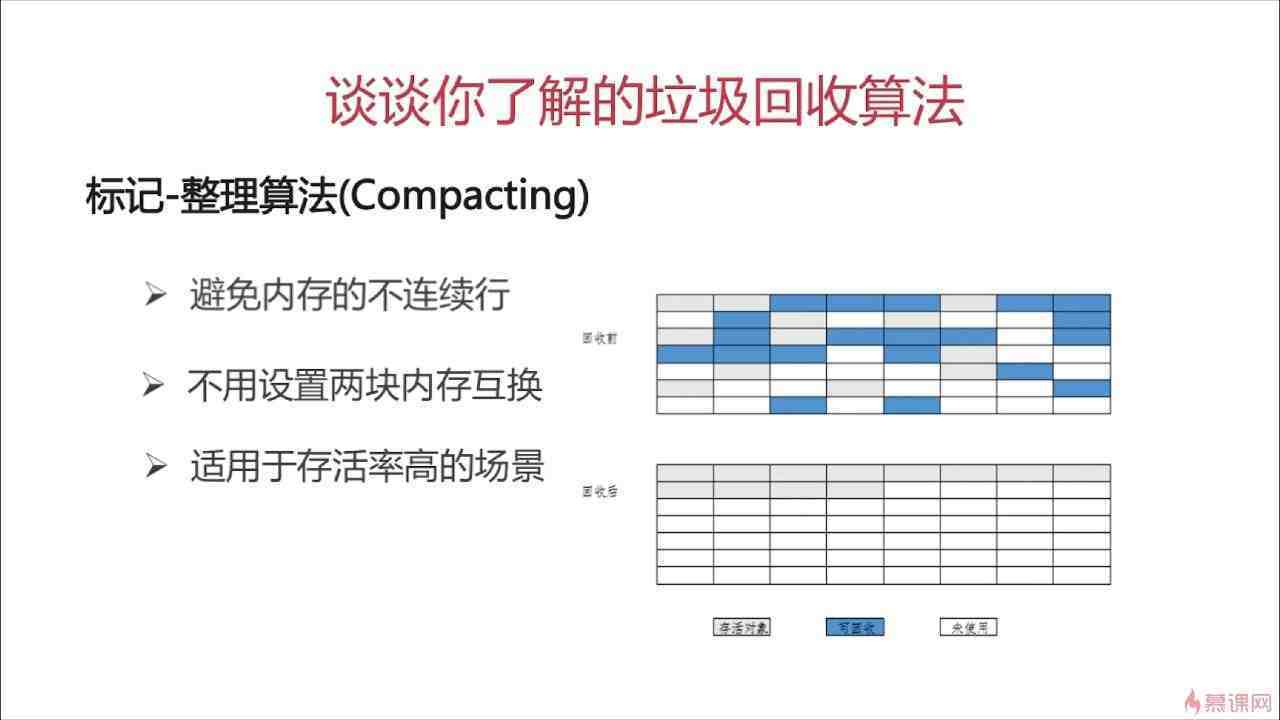 谈谈你了解的垃圾回收算法
标记-整理算法(Compacting)
避免内存的不连续行
不用设置两块内存互换
适用于存活率高的场景
回收前
回收后
存活对象
可回收
未使用
慕课网